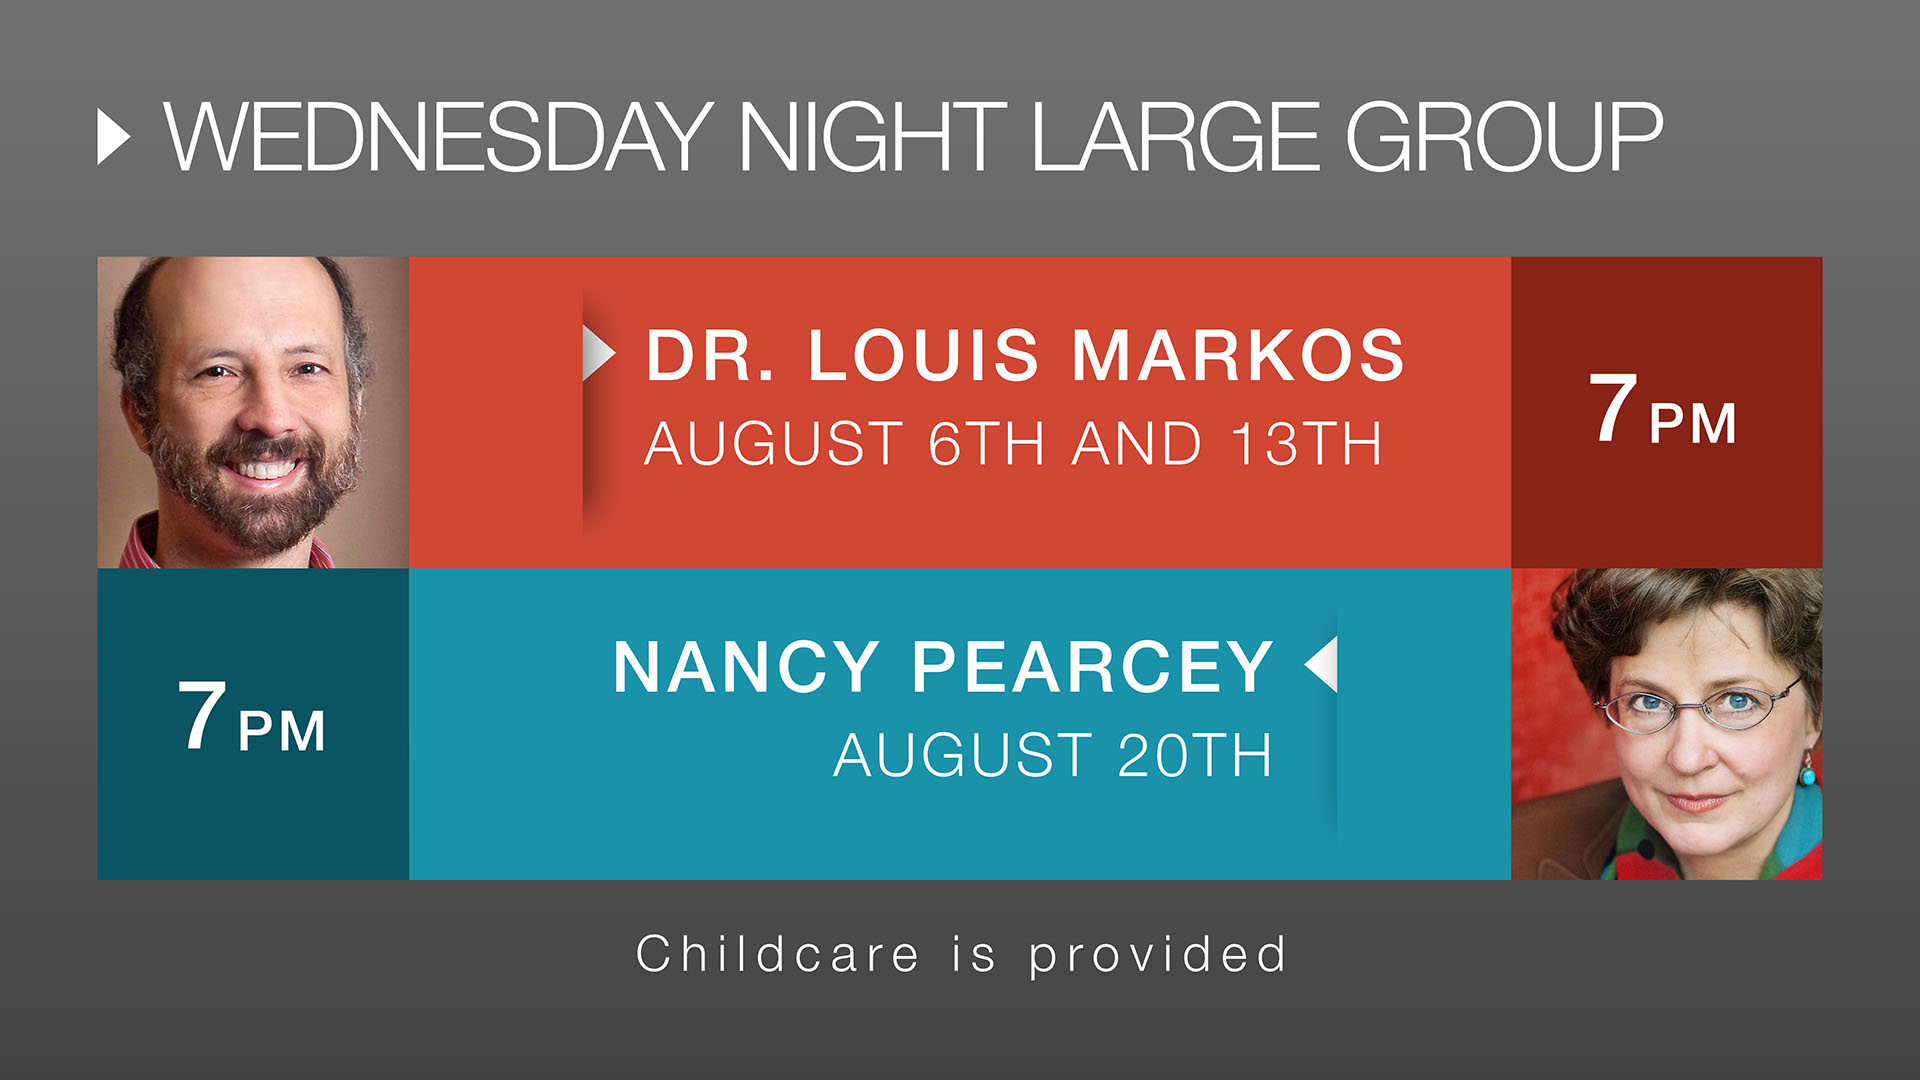 WEDNESDAY NIGHT LARGE GROUP
DR. LOUIS MARKOS
AUGUST 6TH AND 13TH
7 PM
NANCY PEARCEY
AUGUST 20TH
7 PM
Childcare is provided